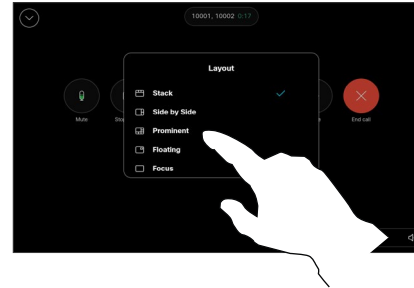 10001, 10002 0:17
Layout
Stack
Side by Side
Prominent
Floating
Focus
Mute
End call